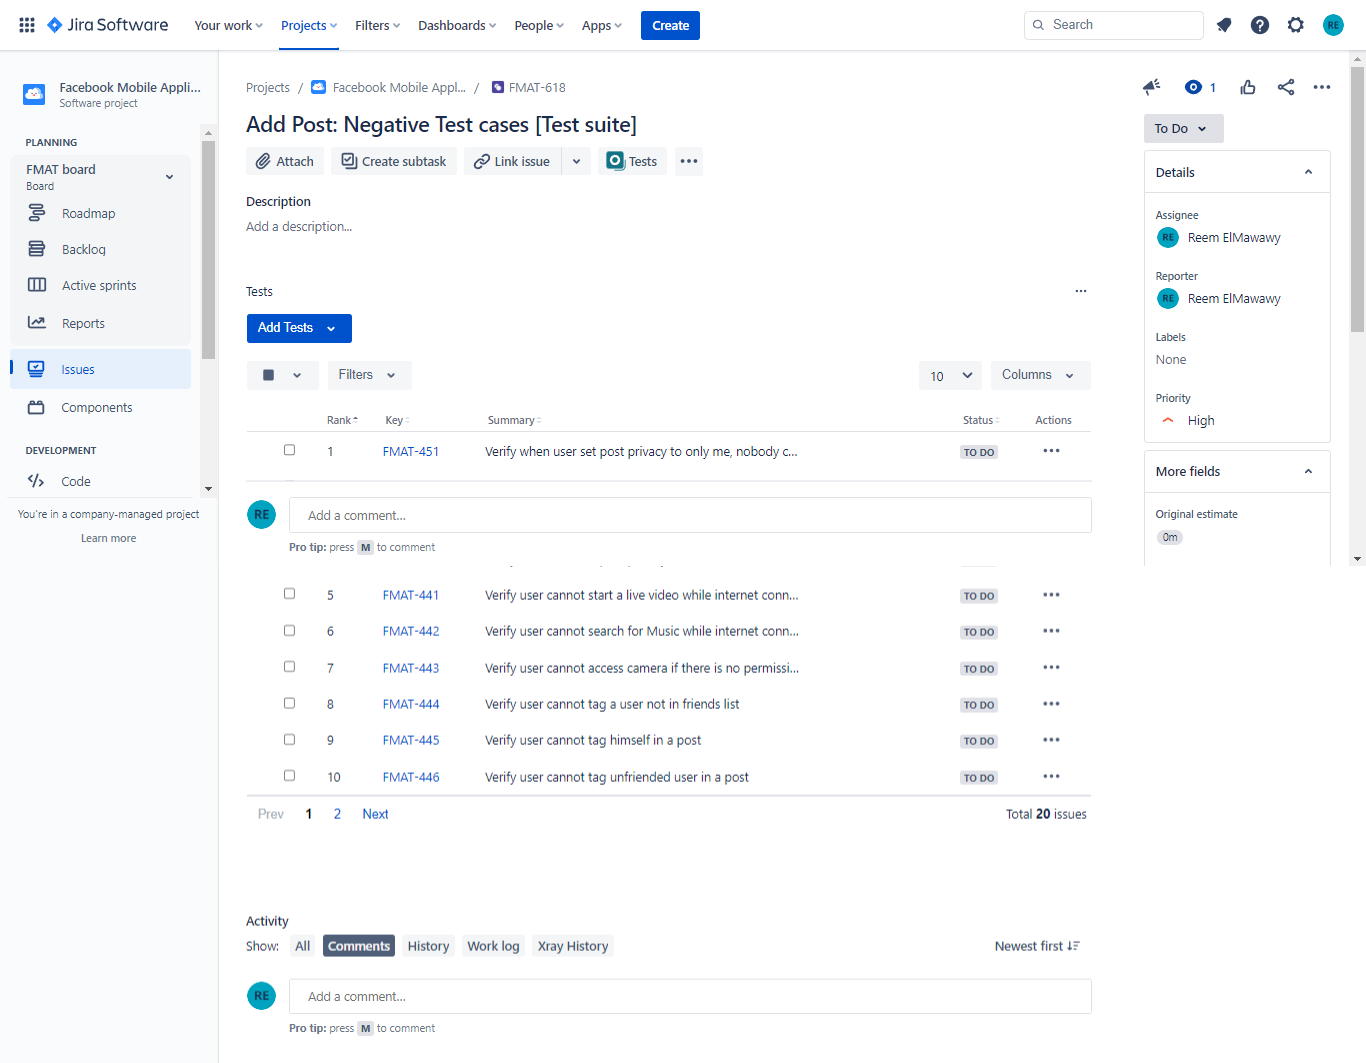 Jira Software
Your work
Projects
Filters
Dashboards
People
Apps
Create
Search
RE
Facebook Mobile Appli...
Software project
PLANNING
FMAT board
Board
Roadmap
Backlog
Active sprints
Reports
Issues
Components
DEVELOPMENT
Code
You're in a company-managed project
Learn more
Projects / Facebook Mobile Appl... / FMAT-618
1
Add Post: Negative Test cases [Test suite]
Attach
Create subtask
Link issue
Tests
Description
Add a description...
Tests
Add Tests
Filters
10
Columns
Rank Key Summary Status Actions
1 FMAT-451 Verify when user set post privacy to only me, nobody c... TO DO
RE Add a comment...
Pro tip: press M to comment
5 FMAT-441 Verify user cannot start a live video while internet conn... TO DO
6 FMAT-442 Verify user cannot search for Music while internet conn... TO DO
7 FMAT-443 Verify user cannot access camera if there is no permissi... TO DO
8 FMAT-444 Verify user cannot tag a user not in friends list TO DO
9 FMAT-445 Verify user cannot tag himself in a post TO DO
10 FMAT-446 Verify user cannot tag unfriended user in a post TO DO
Prev 1 2 Next Total 20 issues
Activity
Show: All Comments History Work log Xray History Newest first
RE Add a comment...
Pro tip: press M to comment
To Do
Details
Assignee
RE Reem ElMawawy
Reporter
RE Reem ElMawawy
Labels
None
Priority
High
More fields
Original estimate
0m